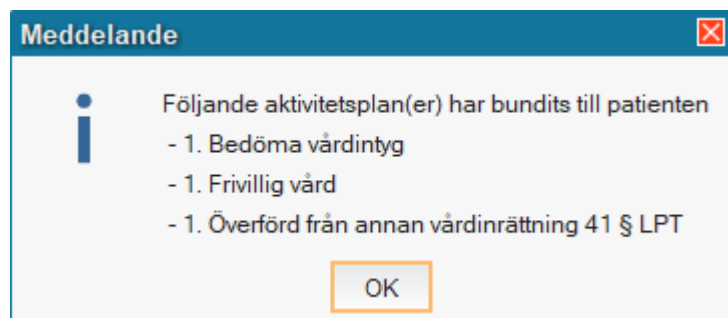 Meddelande
Följande aktivitetsplan(er) har bundits till patienten
- 1. Bedöma vårdintyg
- 1. Frivillig vård
- 1. Överförd från annan vårdinrättning 41 § LPT
OK